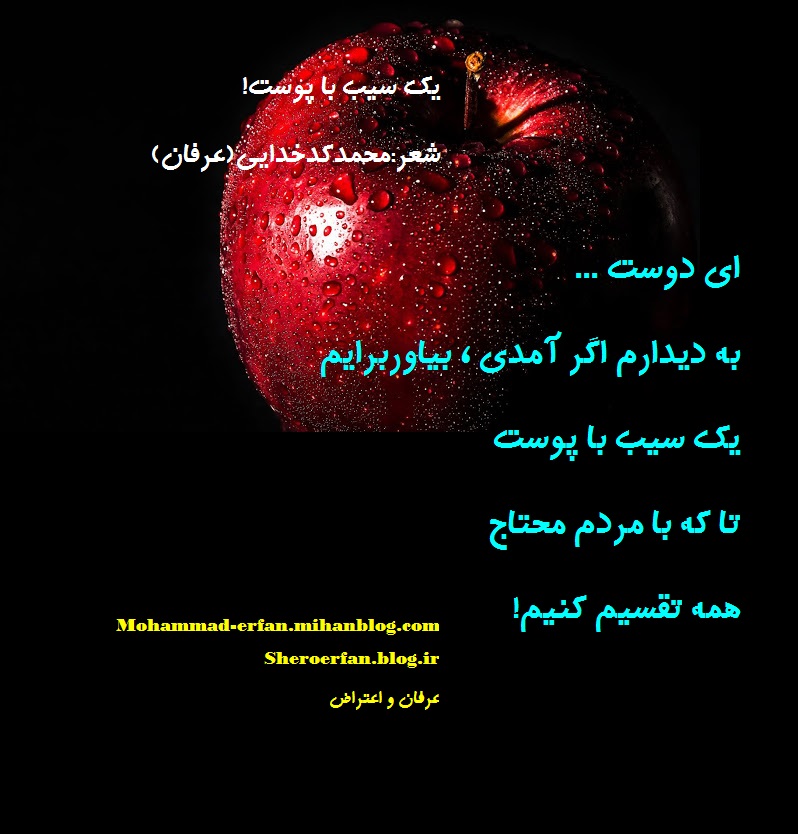 یک سیب با پوست!
شعر:محمدکدخدایی(عرفان)
ای دوست ...
به دیدارم اگر آمدی ، بیاوربرایم
یک سیب با پوست
تا که با مردم محتاج
همه تقسیم کنیم!
Mohammad-erfan.mihanblog.com
Sheroerfan.blog.ir
عرفان و اعتراض